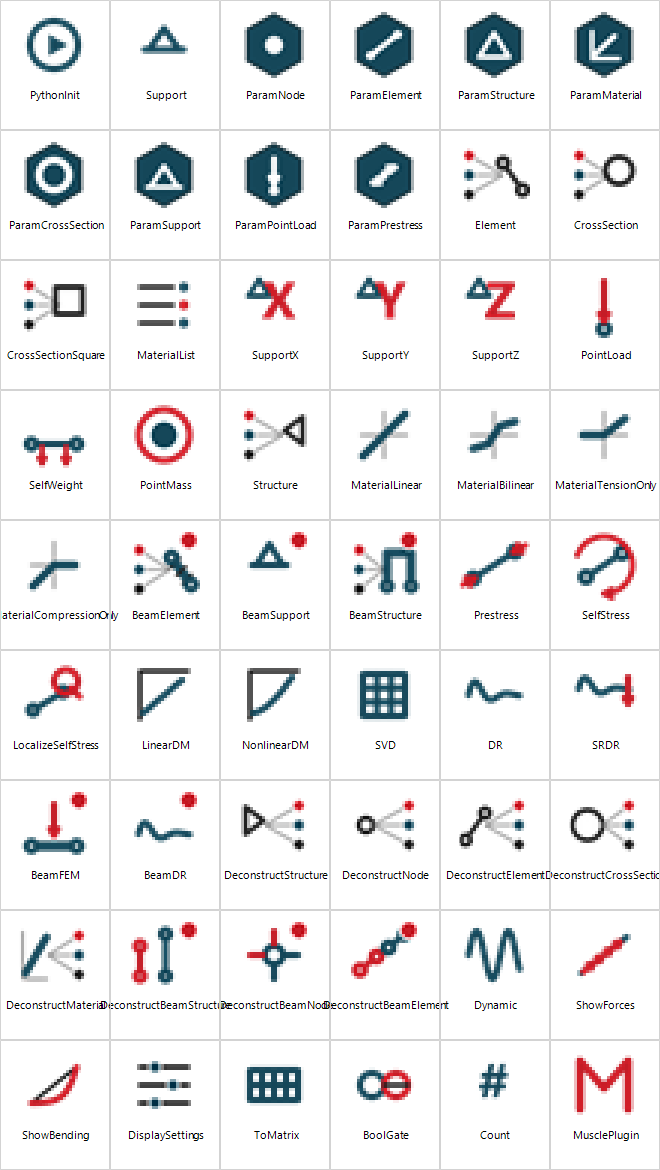 PythonInit
Support
ParamNode
ParamElement
ParamStructure
ParamMaterial
ParamCrossSection
ParamSupport
ParamPointLoad
ParamPrestress
Element
CrossSection
CrossSectionSquare
MaterialList
X
SupportX
Y
SupportY
Z
SupportZ
PointLoad
SelfWeight
PointMass
Structure
MaterialLinear
MaterialBilinear
MaterialTensionOnly
aterialCompressionOnly
BeamElement
BeamSupport
BeamStructure
Prestress
SelfStress
LocalizeSelfStress
LinearDM
NonlinearDM
SVD
DR
SRDR
BeamFEM
BeamDR
DeconstructStructure
DeconstructNode
DeconstructElement
DeconstructCrossSectio
DeconstructMaterial
DeconstructBeamStructure
DeconstructBeamNode
DeconstructBeamElement
Dynamic
ShowForces
ShowBending
DisplaySettings
ToMatrix
BoolGate
#
Count
M
MusclePlugin